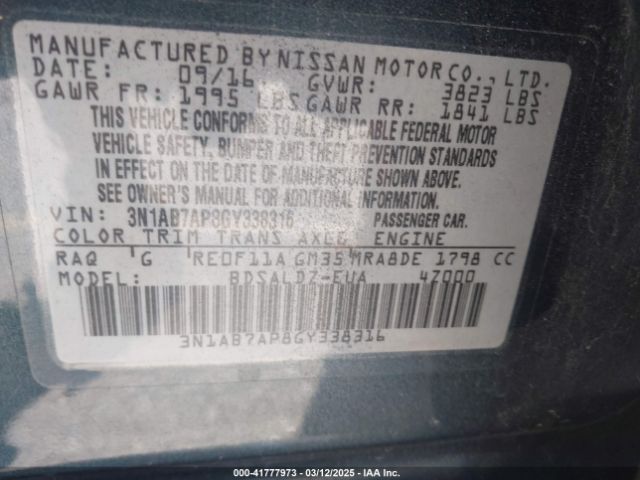 MANUFACTURED BY NISSAN MOTOR CO., LTD.
DATE: 09/16 GVWR: 3823 LBS
GAWR FR: 1995 LBS GAWR RR: 1841 LBS
THIS VEHICLE CONFORMS TO ALL APPLICABLE FEDERAL MOTOR
VEHICLE SAFETY, BUMPER AND THEFT PREVENTION STANDARDS
IN EFFECT ON THE DATE OF MANUFACTURE SHOWN ABOVE.
SEE OWNER'S MANUAL FOR ADDITIONAL INFORMATION.
VIN: 3N1AB7AP8GY338316 PASSENGER CAR.
COLOR TRIM TRANS AXLE ENGINE
RAQ G RE0F11A GM35 MRA8DE 1798 CC
MODEL: BDSALDZ-EUA 4Z000
3N1AB7AP8GY338316
000-41777973 | 03/12/2025 | IAA Inc.